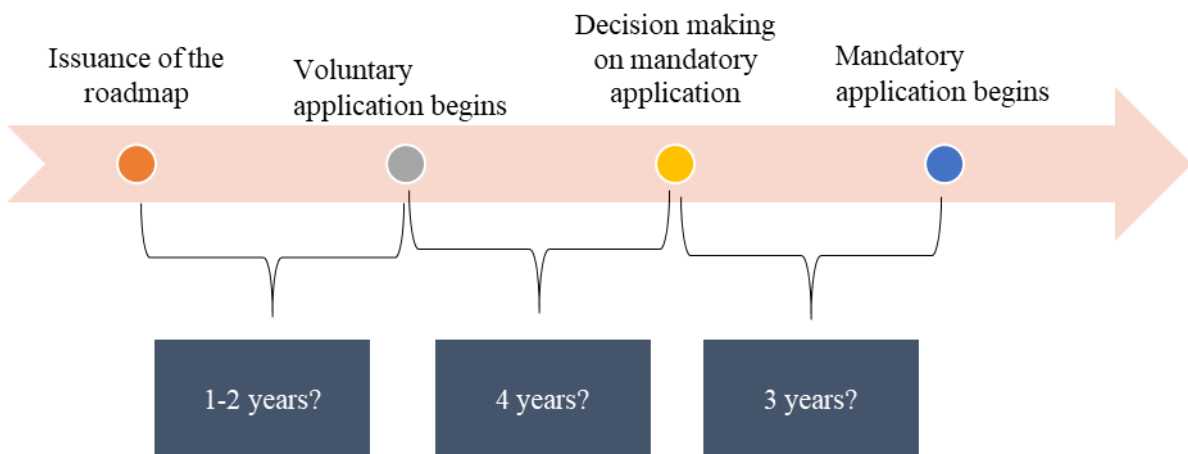 Issuance of the
roadmap
Voluntary
application begins
Decision making
on mandatory
application
Mandatory
application begins
1-2 years?
4 years?
3 years?